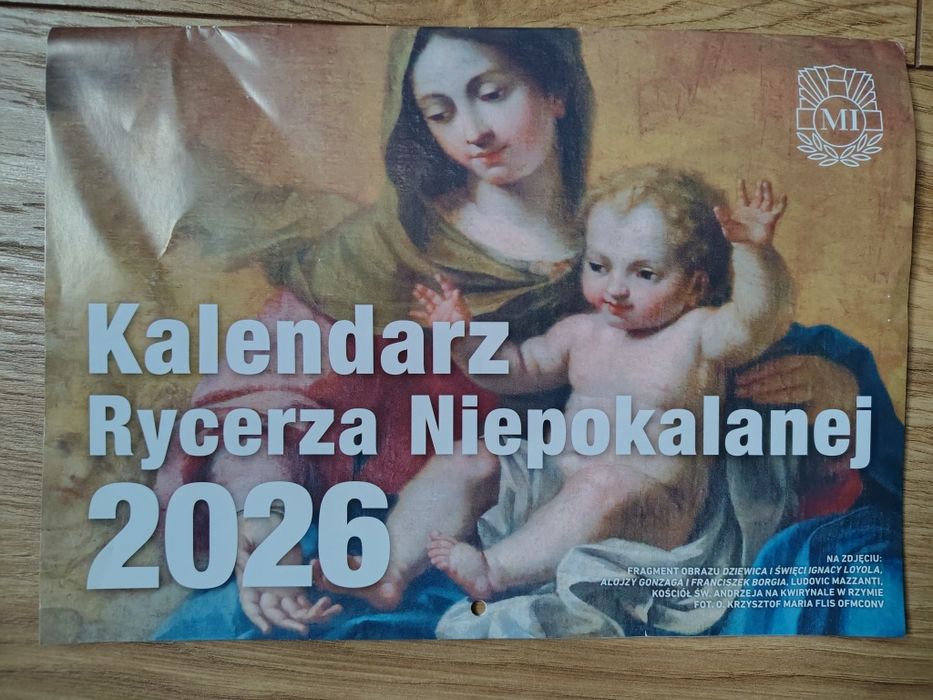 MI
Kalendarz
Rycerza Niepokalanej
2026
NA ZDJĘCIU:
FRAGMENT OBRAZU DZIEWICA I ŚWIĘCI IGNACY LOYOLA,
ALOJZY GONZAGA I FRANCISZEK BORGIA, LUDOVIC MAZZANTI,
KOŚCIÓŁ ŚW. ANDRZEJA NA KWIRYNALE W RZYMIE
FOT. O. KRZYSZTOF MARIA FLIS OFMCONV